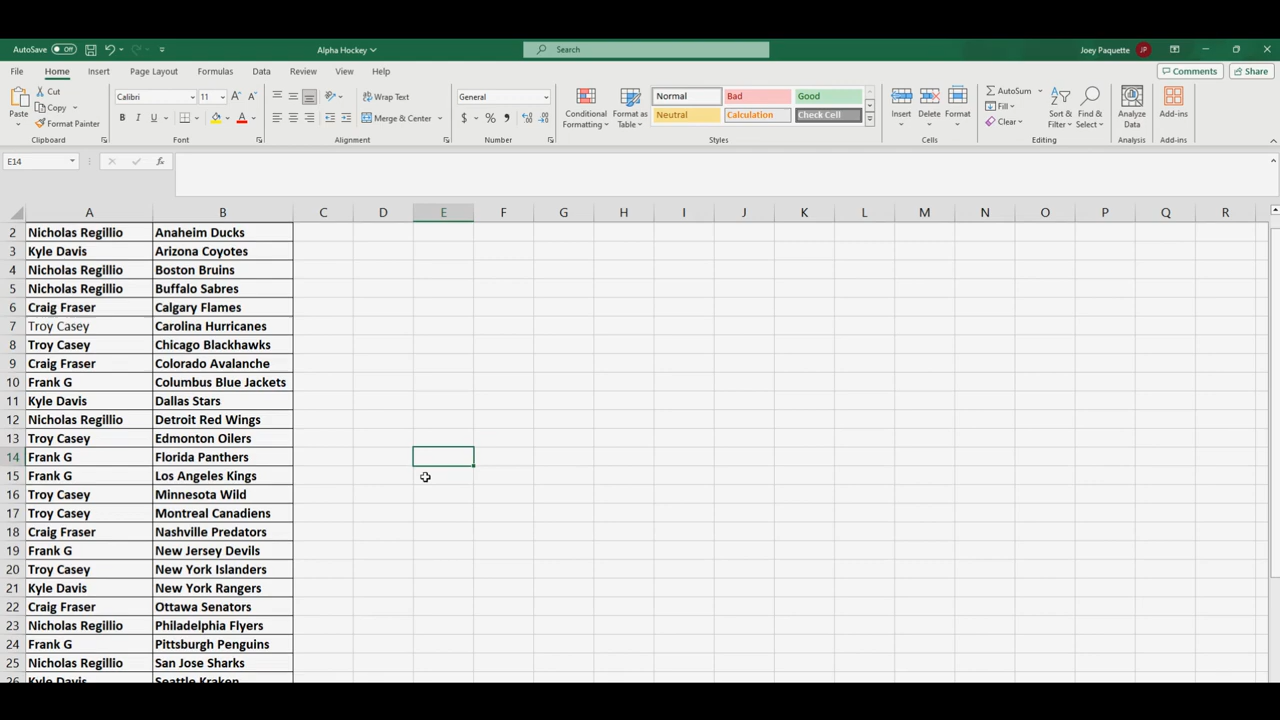 AutoSave Off Alpha Hockey Search Joey Paquette JP
File Home Insert Page Layout Formulas Data Review View Help Comments Share
Paste Cut Copy Format Painter Clipboard
Calibri 11 A A B I U A Font
Wrap Text Merge & Center Alignment
General $ % 9 Number
Conditional Formatting Format as Table Normal Bad Good Neutral Calculation Check Cell Styles
Insert Delete Format Cells
AutoSum Fill Clear Sort & Filter Find & Select Editing
Analyze Data Analysis
Add-ins Add-ins
E14 fx
A B C D E F G H I J K L M N O P Q R
2 Nicholas Regillio Anaheim Ducks
3 Kyle Davis Arizona Coyotes
4 Nicholas Regillio Boston Bruins
5 Nicholas Regillio Buffalo Sabres
6 Craig Fraser Calgary Flames
7 Troy Casey Carolina Hurricanes
8 Troy Casey Chicago Blackhawks
9 Craig Fraser Colorado Avalanche
10 Frank G Columbus Blue Jackets
11 Kyle Davis Dallas Stars
12 Nicholas Regillio Detroit Red Wings
13 Troy Casey Edmonton Oilers
14 Frank G Florida Panthers
15 Frank G Los Angeles Kings
16 Troy Casey Minnesota Wild
17 Troy Casey Montreal Canadiens
18 Craig Fraser Nashville Predators
19 Frank G New Jersey Devils
20 Troy Casey New York Islanders
21 Kyle Davis New York Rangers
22 Craig Fraser Ottawa Senators
23 Nicholas Regillio Philadelphia Flyers
24 Frank G Pittsburgh Penguins
25 Nicholas Regillio San Jose Sharks
26 Kyle Davis Seattle Kraken